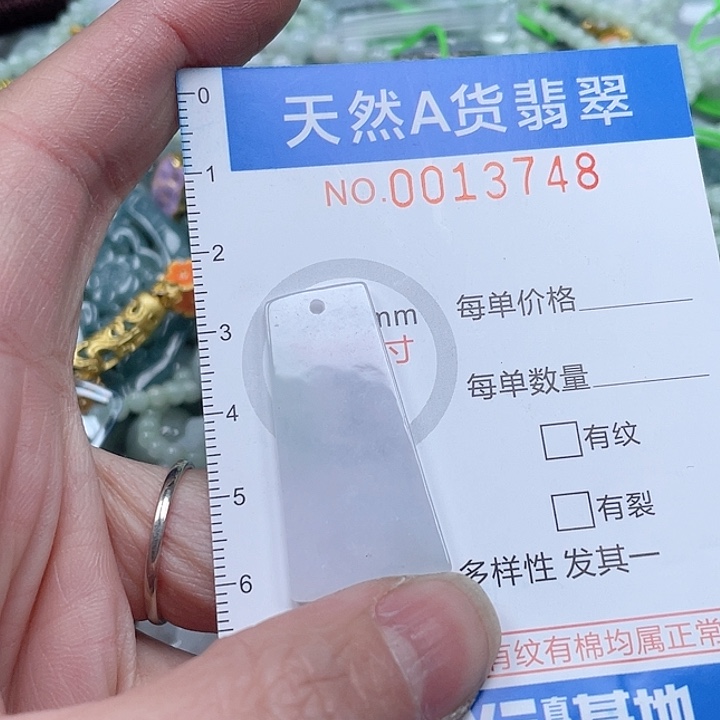 天然A货翡翠
NO.0013748
0
1
2
3
4
5
6
mm
寸
每单价格
每单数量
□有纹
□有裂
多样性 发其一
有纹有棉均属正常
基地